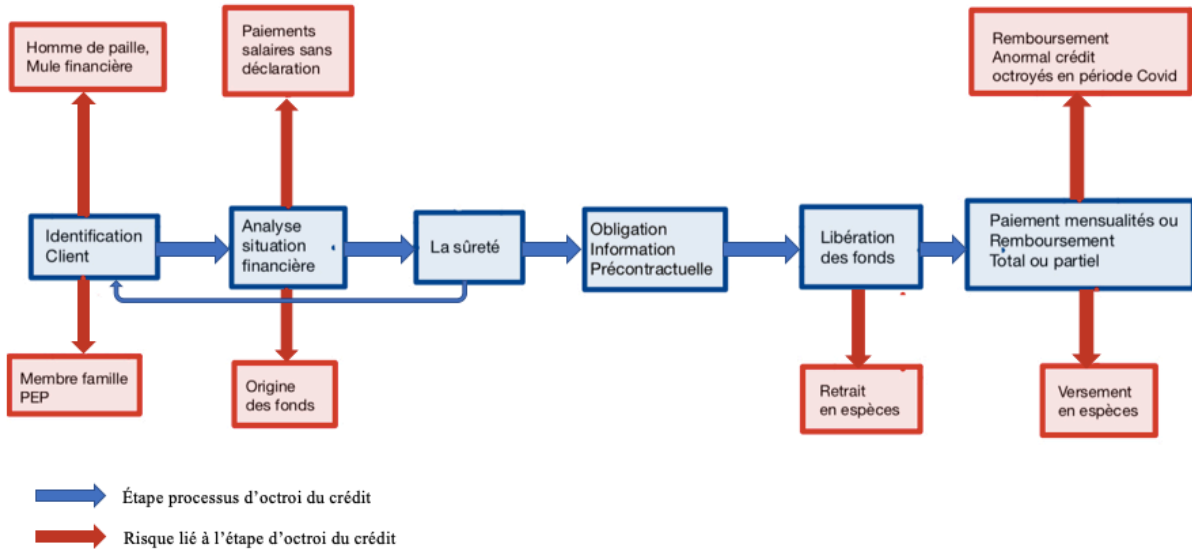 Homme de paille,
Mule financière
Paiements
salaires sans
déclaration
Remboursement
Anormal crédit
octroyés en période Covid
Identification
Client
Analyse
situation
financière
La sûreté
Obligation
Information
Précontractuelle
Libération
des fonds
Paiement mensualités ou
Remboursement
Total ou partiel
Membre famille
PEP
Origine
des fonds
Retrait
en espèces
Versement
en espèces
Étape processus d’octroi du crédit
Risque lié à l’étape d’octroi du crédit